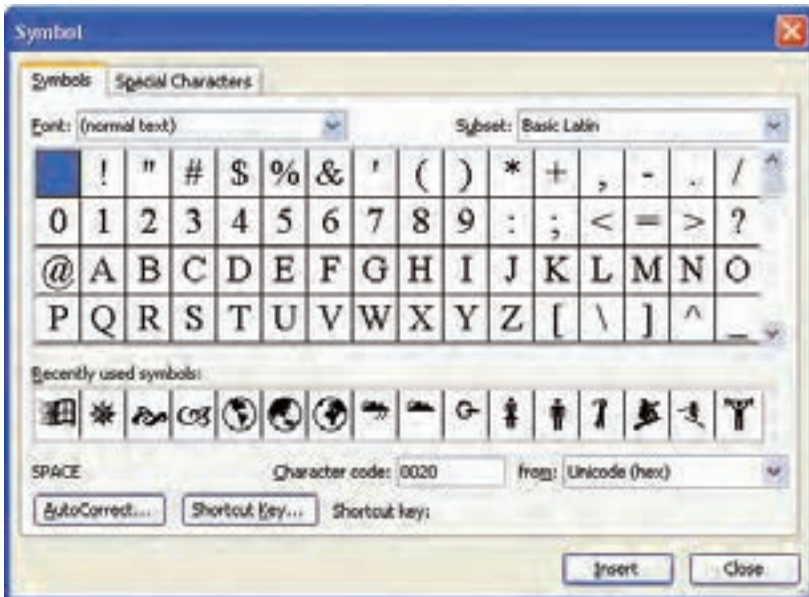 Symbol
Symbols Special Characters
Font: (normal text) Subset: Basic Latin
! " # $ % & ' ( ) * + , - . /
0 1 2 3 4 5 6 7 8 9 : ; < = > ?
@ A B C D E F G H I J K L M N O
P Q R S T U V W X Y Z [ \ ] ^ _
Recently used symbols:
SPACE Character code: 0020 from: Unicode (hex)
AutoCorrect... Shortcut Key... Shortcut key:
Insert Close